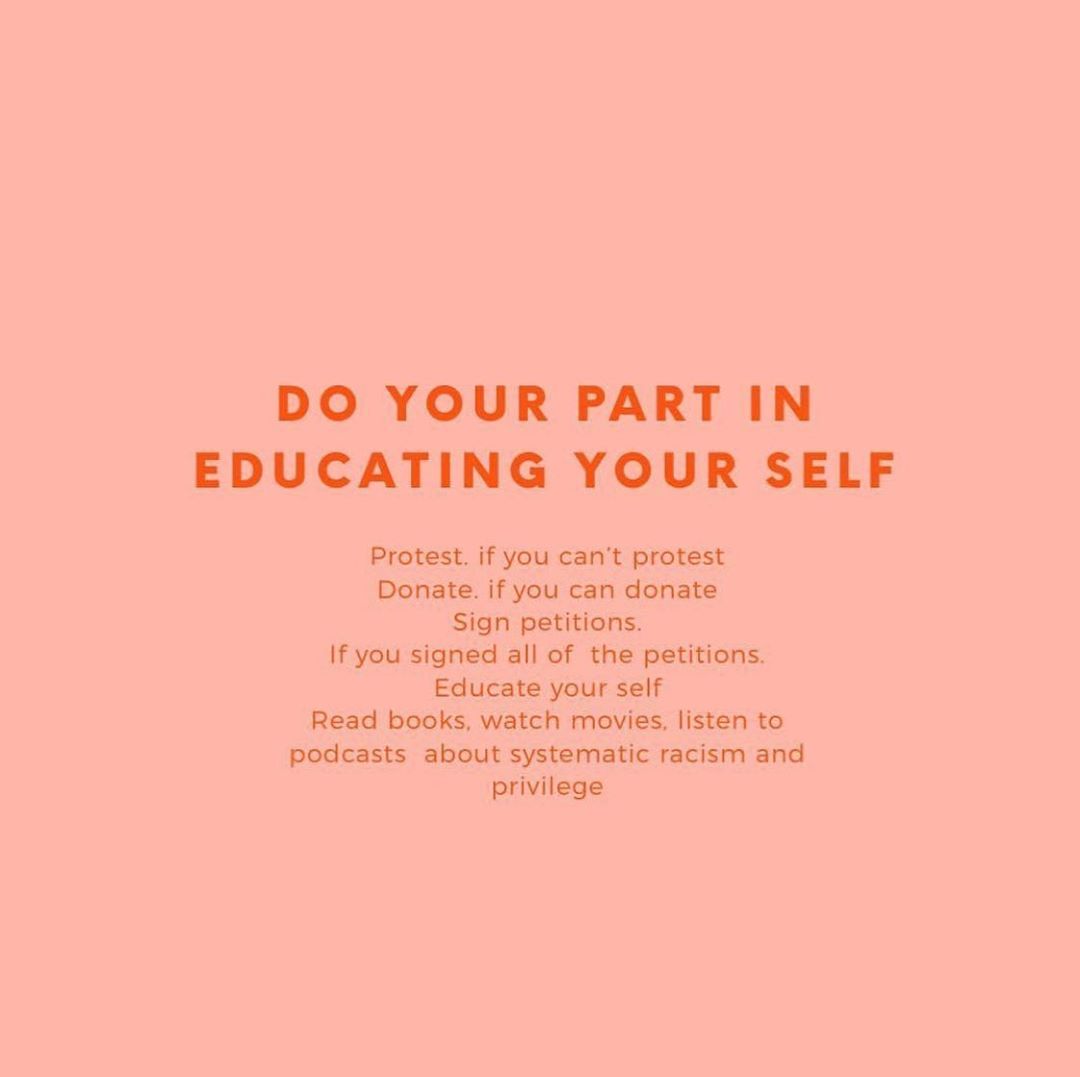 DO YOUR PART IN
EDUCATING YOUR SELF
Protest. if you can't protest
Donate. if you can donate
Sign petitions.
If you signed all of  the petitions.
Educate your self
Read books, watch movies, listen to
podcasts  about systematic racism and
privilege